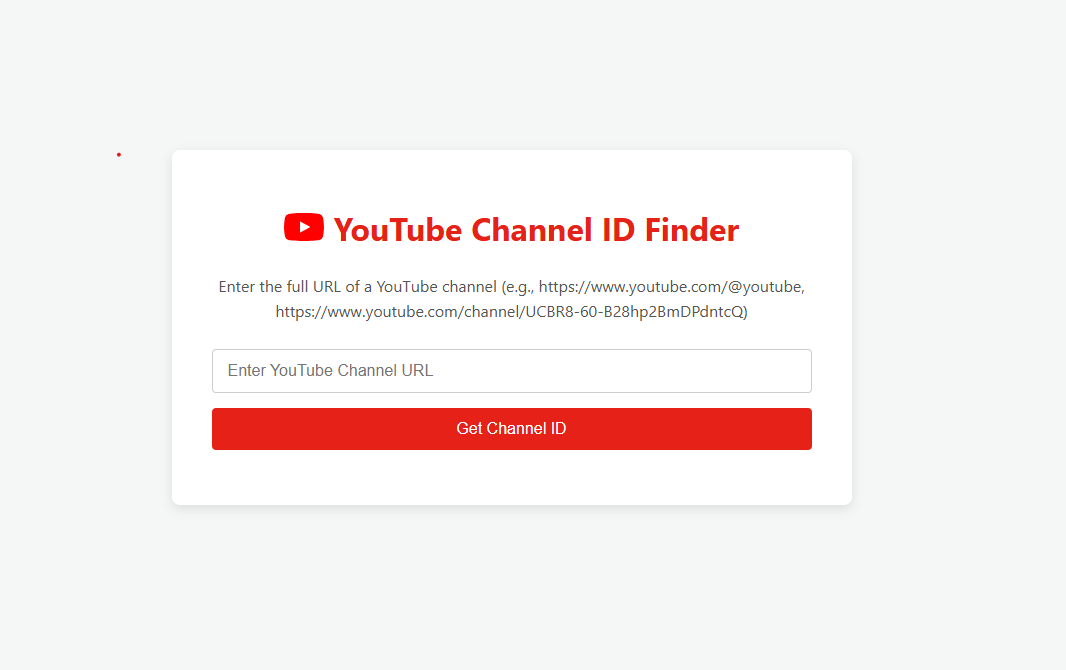 YouTube Channel ID Finder
Enter the full URL of a YouTube channel (e.g., https://www.youtube.com/@youtube,
https://www.youtube.com/channel/UCBR8-60-B28hp2BmDPdntcQ)
Enter YouTube Channel URL
Get Channel ID